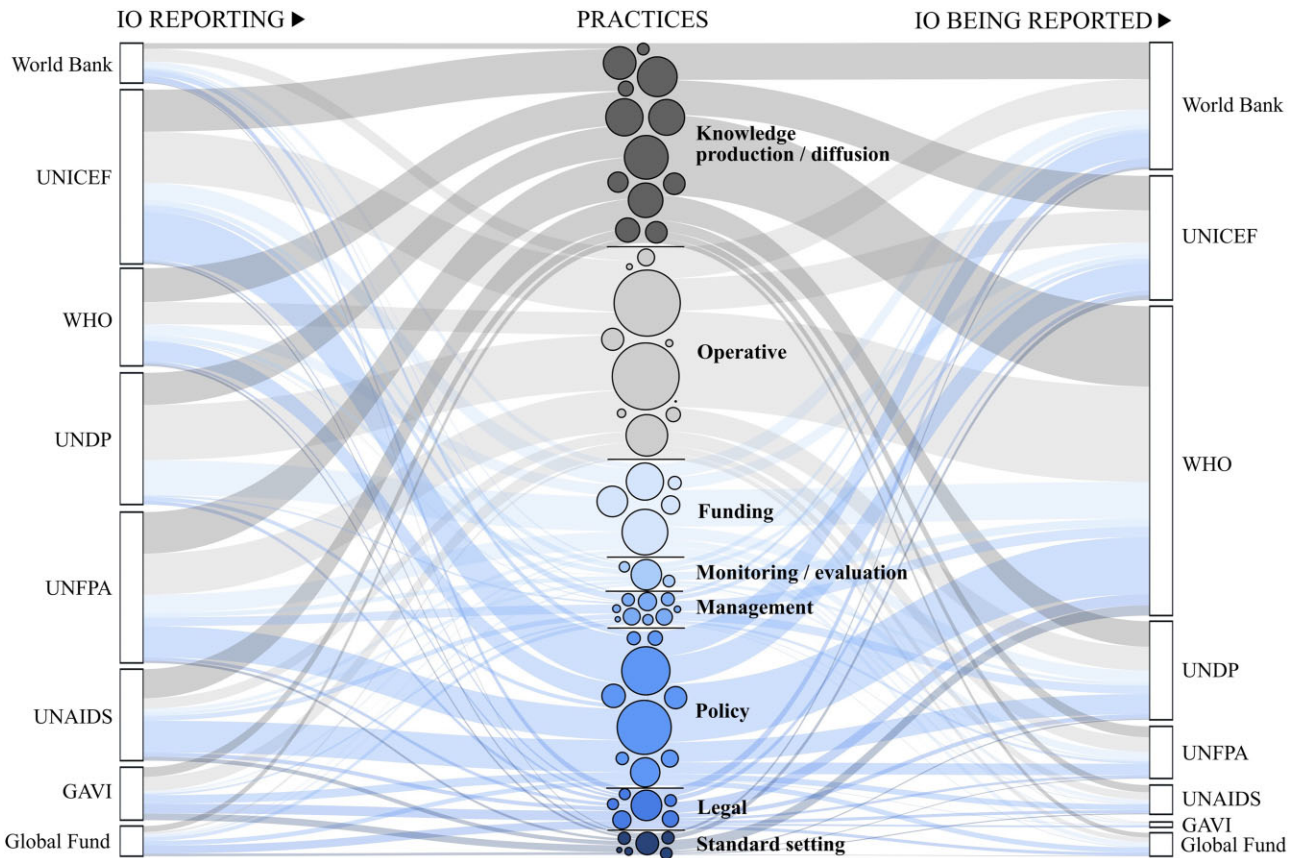 IO REPORTING ▶
PRACTICES
IO BEING REPORTED ▶
World Bank
UNICEF
WHO
UNDP
UNFPA
UNAIDS
GAVI
Global Fund
Knowledge
production / diffusion
Operative
Funding
Monitoring / evaluation
Management
Policy
Legal
Standard setting
World Bank
UNICEF
WHO
UNDP
UNFPA
UNAIDS
GAVI
Global Fund